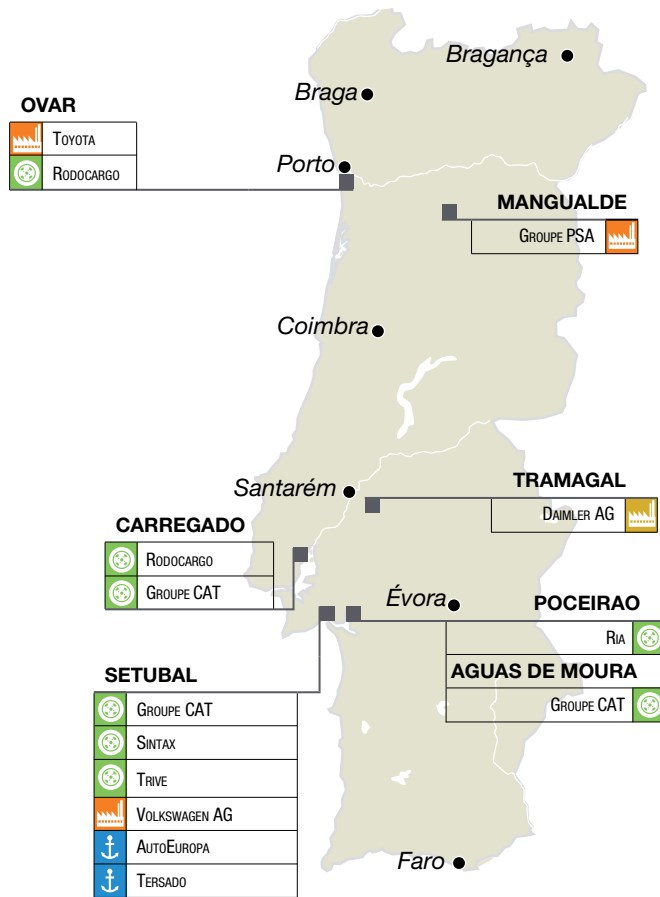 Bragança
Braga
OVAR
Toyota
Rodocargo
Porto
MANGUALDE
Groupe PSA
Coimbra
Santarém
TRAMAGAL
Daimler AG
CARREGADO
Rodocargo
Groupe CAT
Évora
POCEIRAO
Ria
AGUAS DE MOURA
Groupe CAT
SETUBAL
Groupe CAT
Sintax
Trive
Volkswagen AG
AutoEuropa
Tersado
Faro